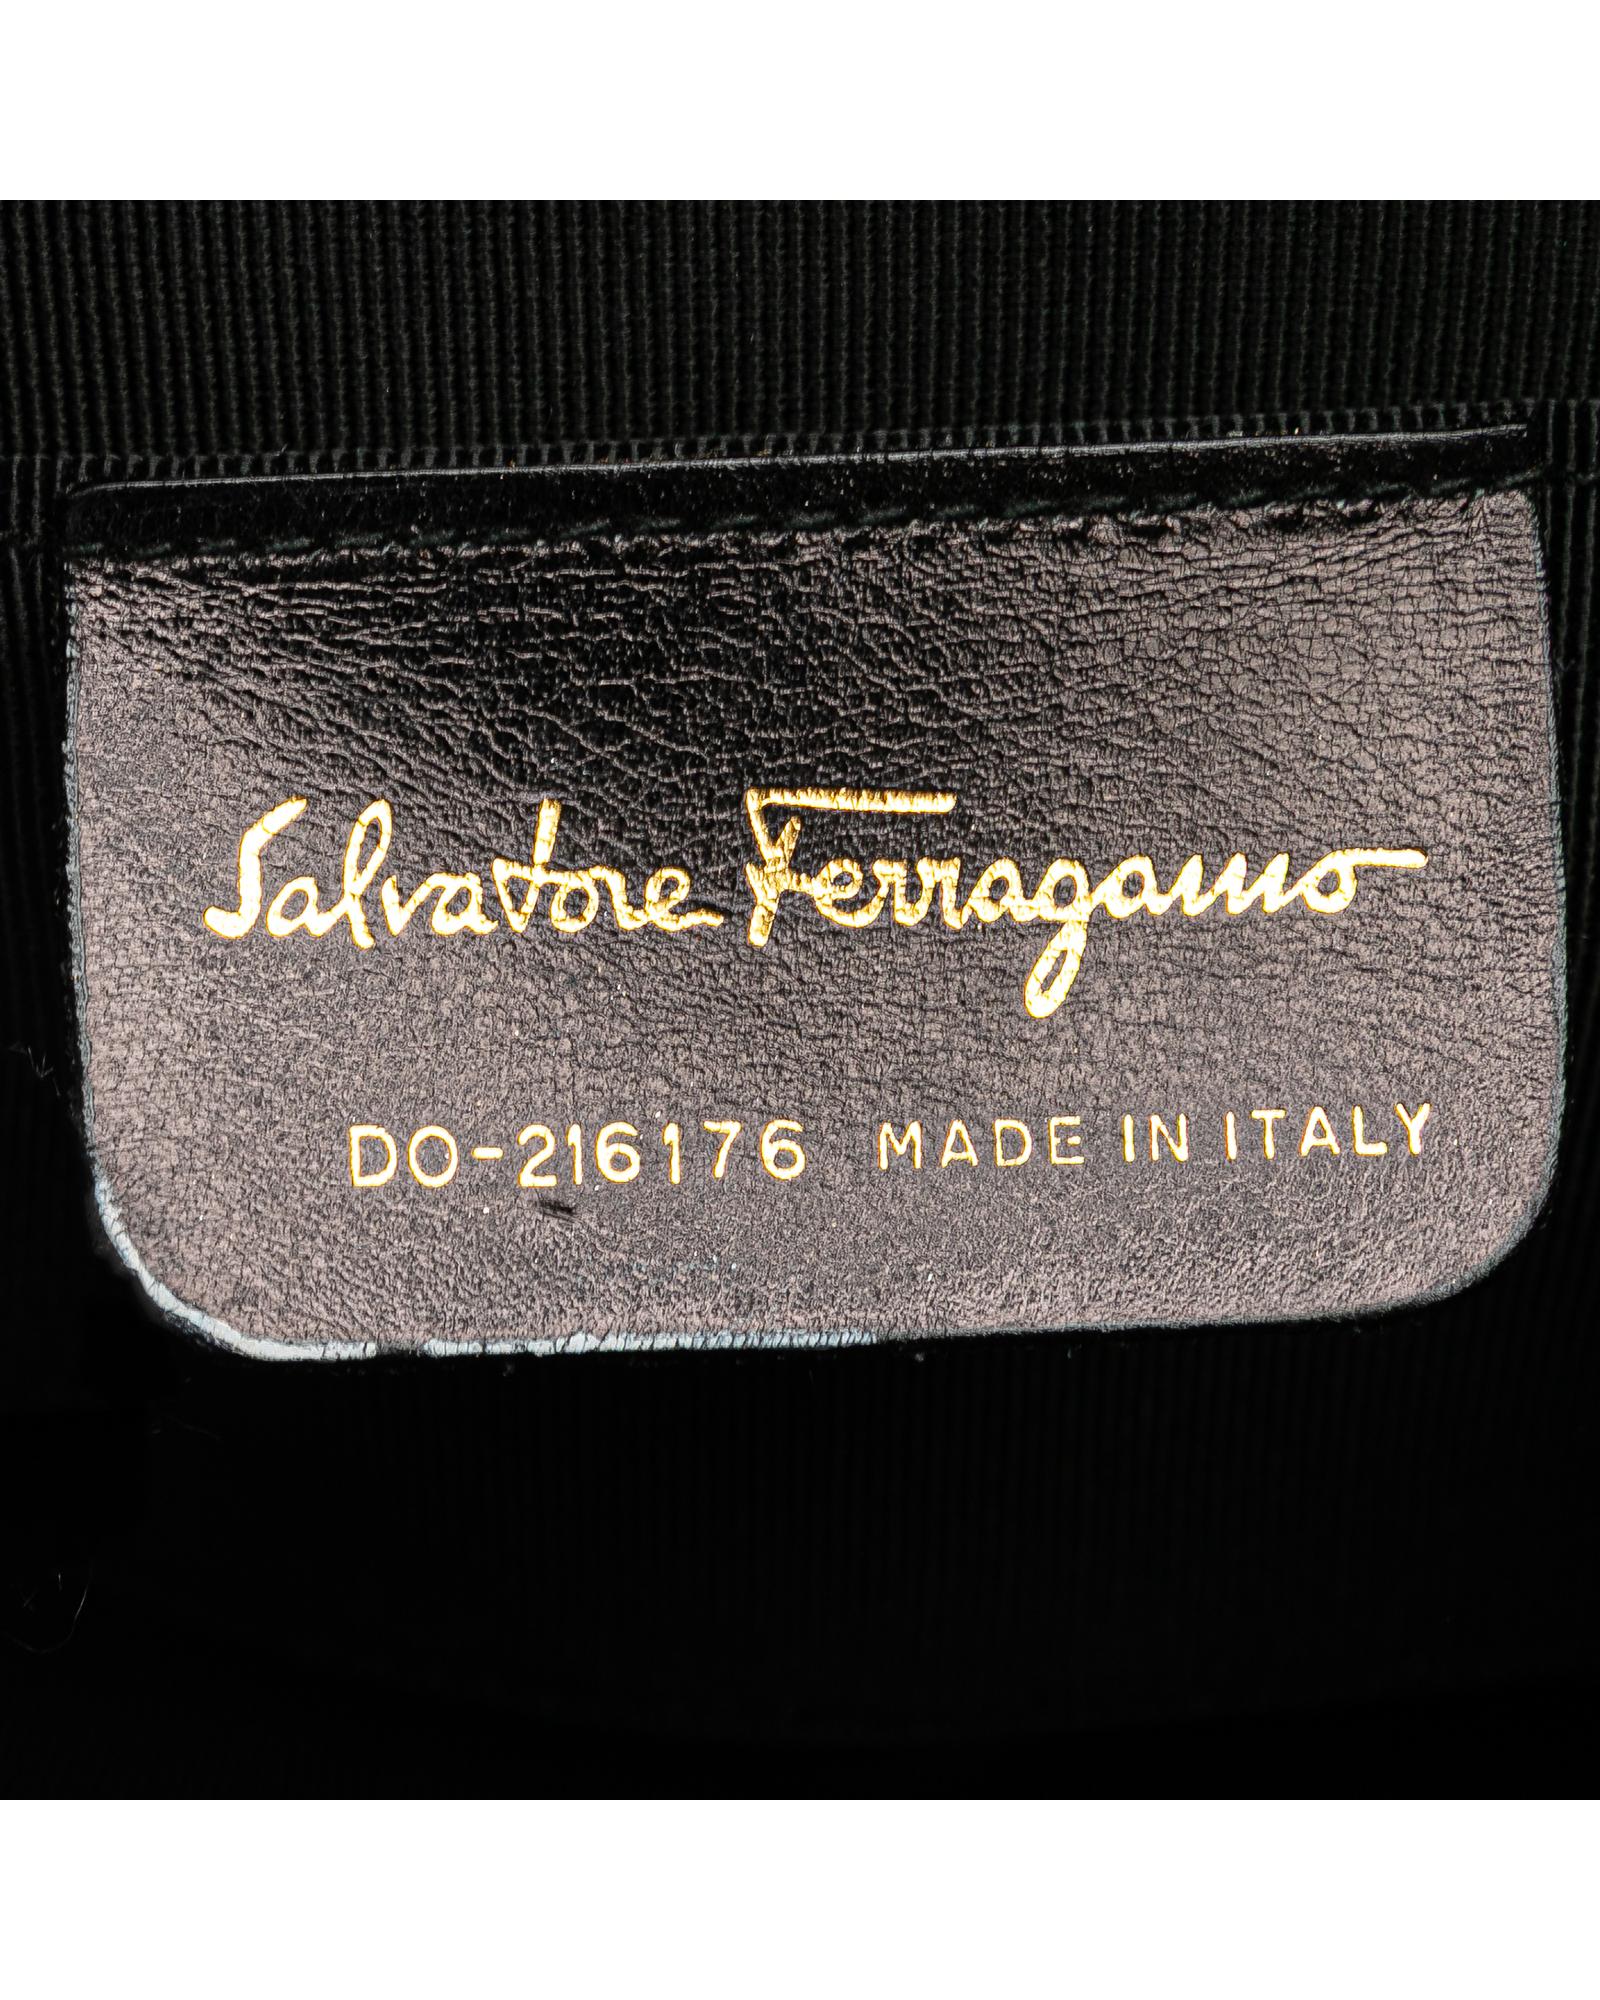 Salvatore Ferragamo
DO-216176 MADE IN ITALY